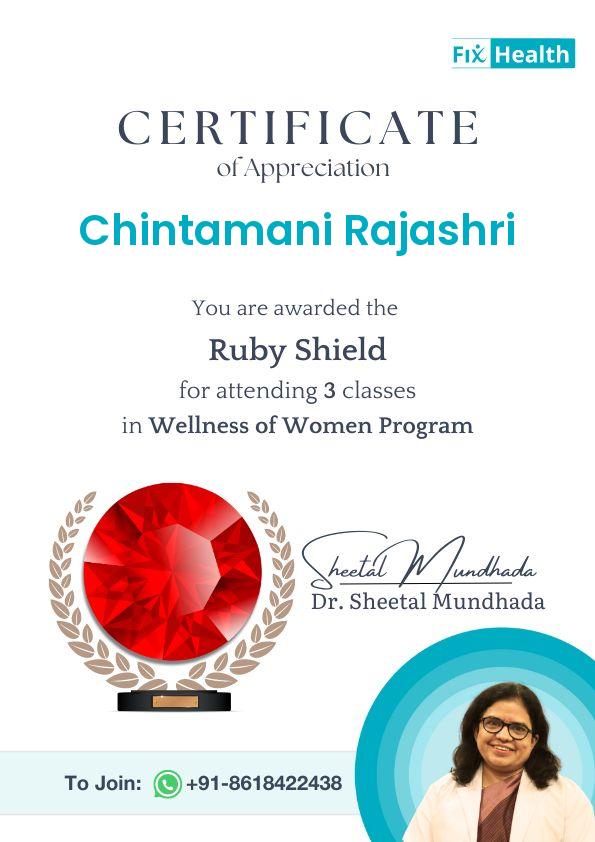 Fix Health
CERTIFICATE
of Appreciation
Chintamani Rajashri
You are awarded the
Ruby Shield
for attending 3 classes
in Wellness of Women Program
Sheetal Mundhada
Dr. Sheetal Mundhada
To Join: +91-8618422438